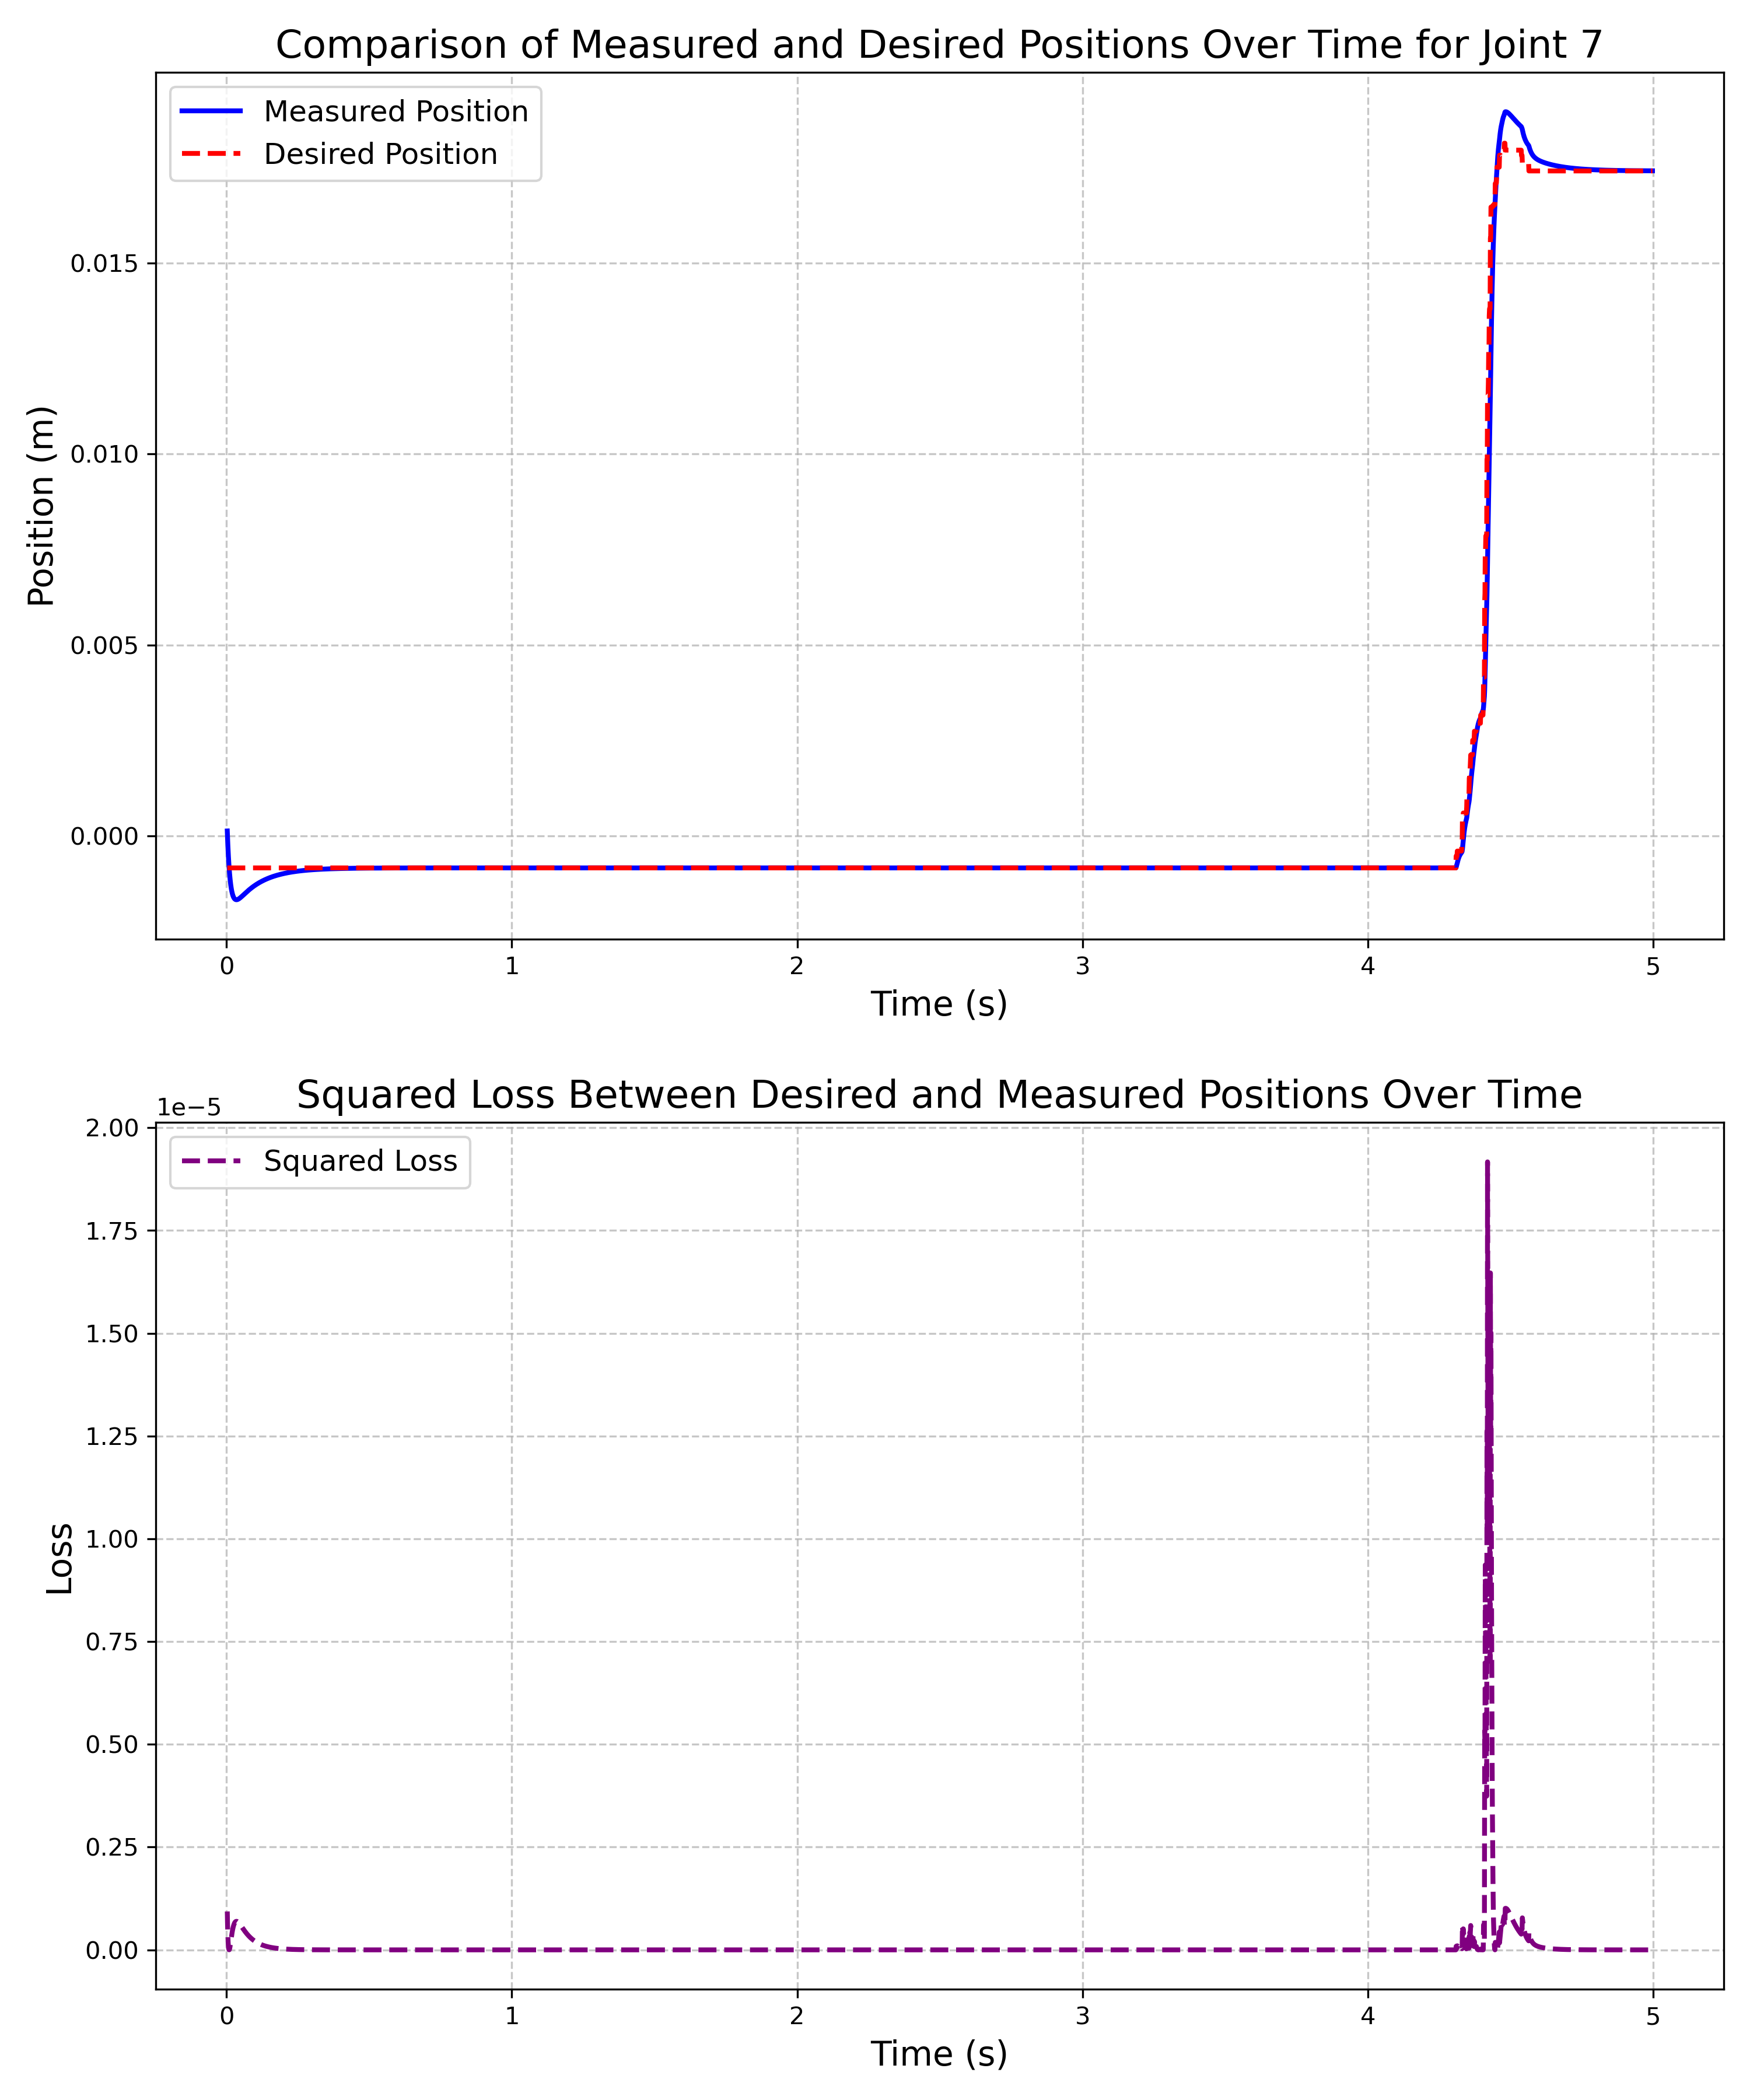 Comparison of Measured and Desired Positions Over Time for Joint 7
Measured Position
Desired Position
Position (m)
0.015
0.010
0.005
0.000
0 1 2 3 4 5
Time (s)
Squared Loss Between Desired and Measured Positions Over Time
1e−5
Squared Loss
Loss
2.00
1.75
1.50
1.25
1.00
0.75
0.50
0.25
0.00
0 1 2 3 4 5
Time (s)